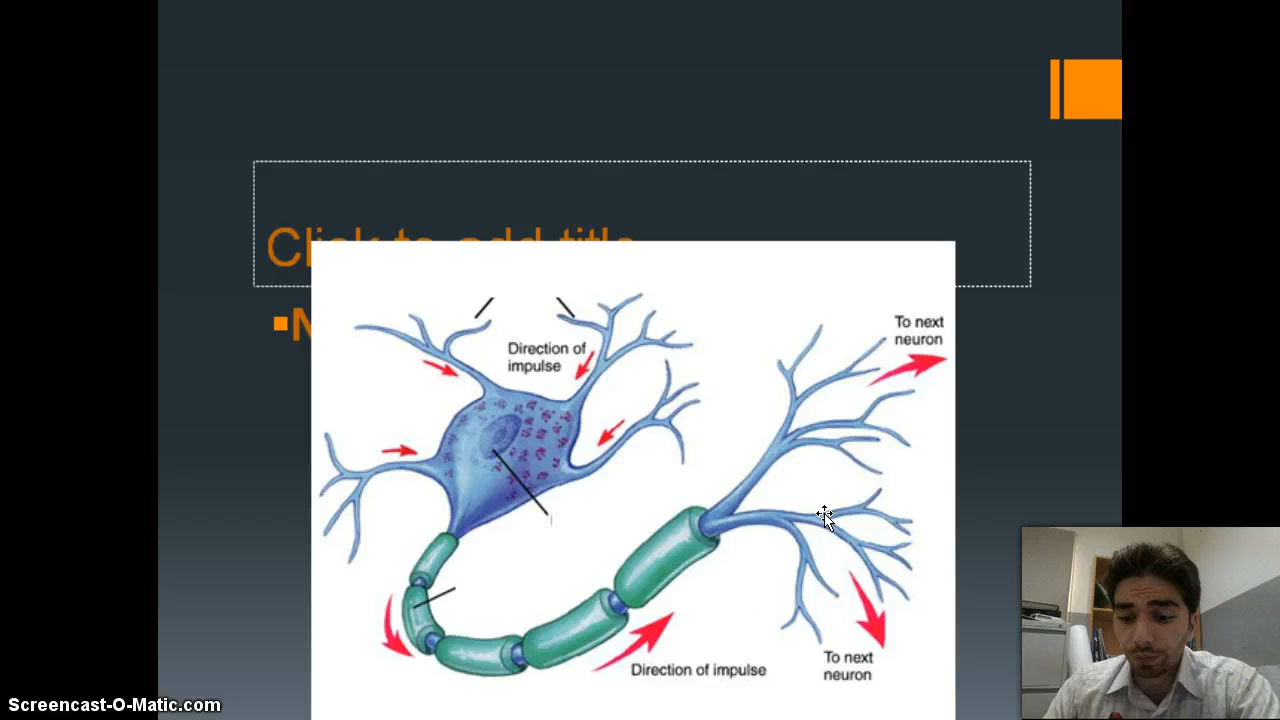 Click to add title
Direction of
impulse
To next
neuron
Direction of impulse
To next
neuron
Screencast-O-Matic.com